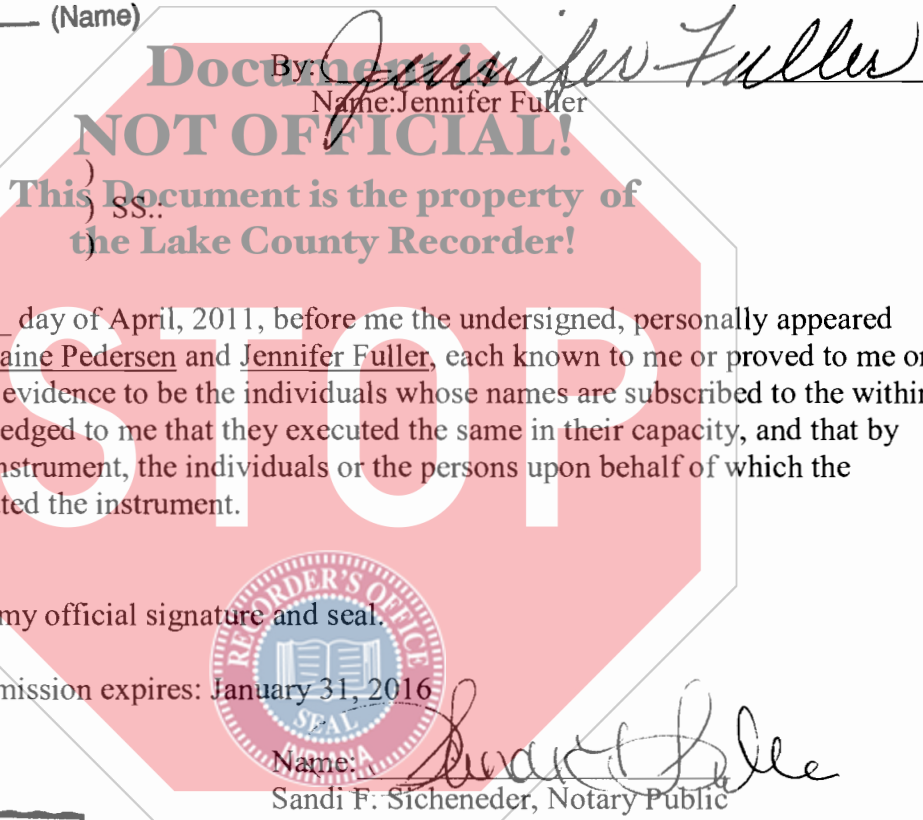 (Name)
Document is
By: Jennifer Fuller
Name:Jennifer Fuller
NOT OFFICIAL!
)
This Document is the property of
) SS.:
the Lake County Recorder!
)
STOP
day of April, 2011, before me the undersigned, personally appeared
aine Pedersen and Jennifer Fuller, each known to me or proved to me on
evidence to be the individuals whose names are subscribed to the within
edged to me that they executed the same in their capacity, and that by
nstrument, the individuals or the persons upon behalf of which the
ted the instrument.
my official signature and seal.
RECORDER'S OFFICE
SEAL
INDIANA
mission expires: January 31, 2016
Name:
Sandi F. Sicheneder, Notary Public